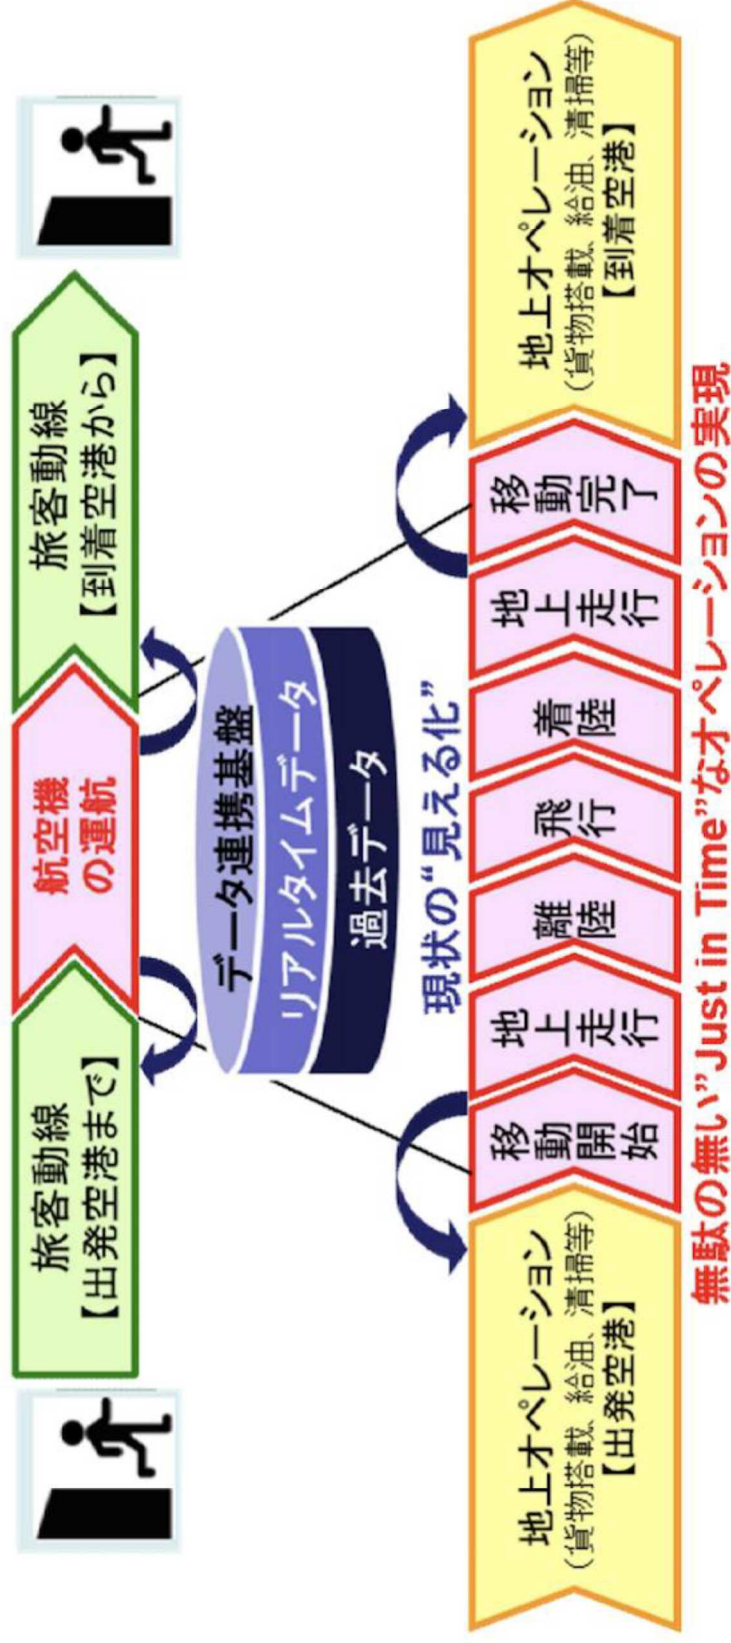 旅客動線
【出発空港まで】
航空機
の運航
旅客動線
【到着空港から】
データ連携基盤
リアルタイムデータ
過去データ
現状の“見える化”
地上オペレーション
（貨物搭載、給油、清掃等）
【出発空港】
移動開始
地上走行
離陸
飛行
着陸
地上走行
移動完了
地上オペレーション
（貨物搭載、給油、清掃等）
【到着空港】
無駄の無い”Just in Time”なオペレーションの実現